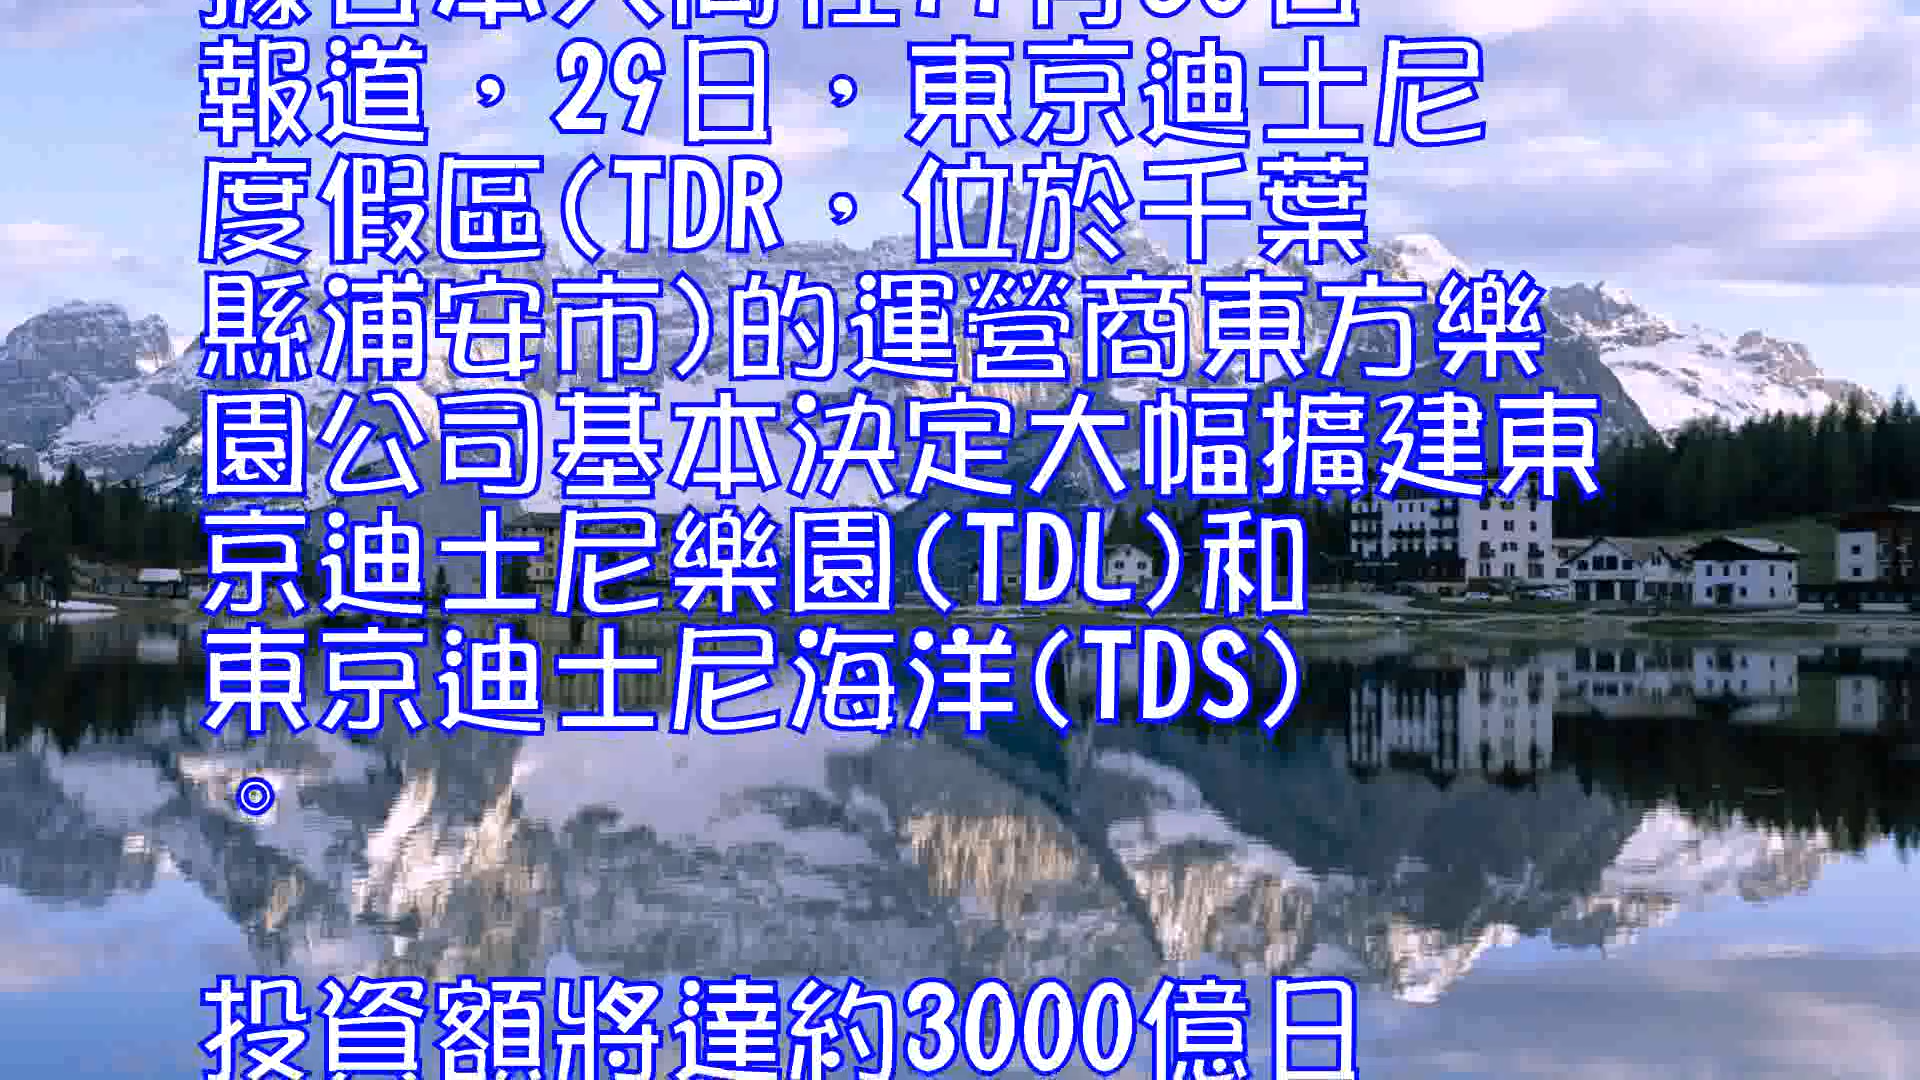 報道，29日，東京迪士尼
度假區(TDR，位於千葉
縣浦安市)的運營商東方樂
園公司基本決定大幅擴建東
京迪士尼樂園(TDL)和
東京迪士尼海洋(TDS)
。
投資額將達約3000億日